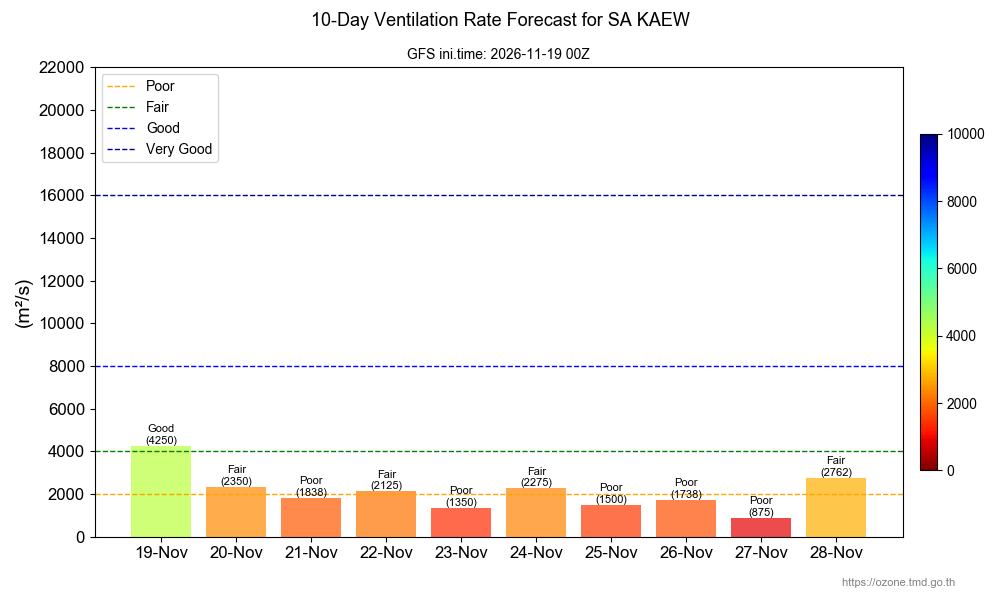 10-Day Ventilation Rate Forecast for SA KAEW
GFS ini.time: 2026-11-19 00Z
22000
20000
18000
16000
14000
12000
10000
8000
6000
4000
2000
0
(m²/s)
Poor
Fair
Good
Very Good
Good
(4250)
Fair
(2350)
Poor
(1838)
Fair
(2125)
Poor
(1350)
Fair
(2275)
Poor
(1500)
Poor
(1738)
Poor
(875)
Fair
(2762)
19-Nov 20-Nov 21-Nov 22-Nov 23-Nov 24-Nov 25-Nov 26-Nov 27-Nov 28-Nov
10000
8000
6000
4000
2000
0
https://ozone.tmd.go.th